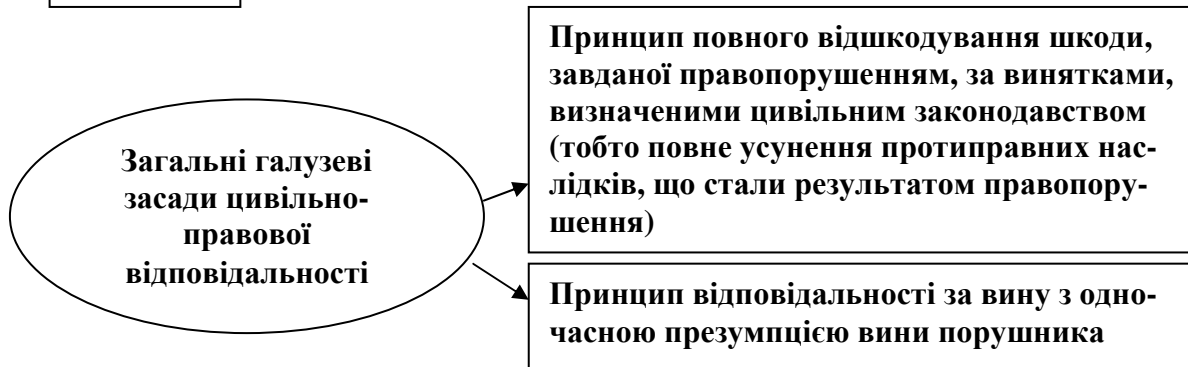 Загальні галузеві
засади цивільно-
правової
відповідальності
Принцип повного відшкодування шкоди,
завданої правопорушенням, за винятками,
визначеними цивільним законодавством
(тобто повне усунення протиправних нас-
лідків, що стали результатом правопору-
шення)
Принцип відповідальності за вину з одно-
часною презумпцією вини порушника